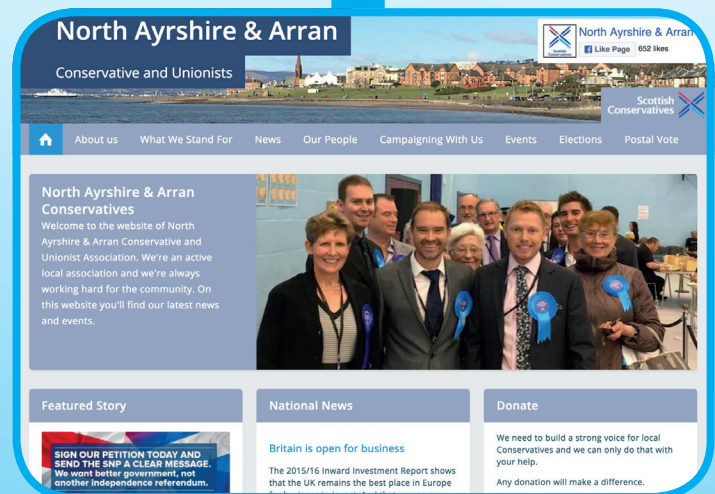 North Ayrshire & Arran
Conservative and Unionists
North Ayrshire & Arran
Like Page 652 likes
Scottish
Conservatives
Scottish
Conservatives
About us What We Stand For News Our People Campaigning With Us Events Elections Postal Vote
North Ayrshire & Arran
Conservatives
Welcome to the website of North
Ayrshire & Arran Conservative and
Unionist Association. We're an active
local association and we're always
working hard for the community. On
this website you'll find our latest news
and events.
Featured Story
SIGN OUR PETITION TODAY AND
SEND THE SNP A CLEAR MESSAGE.
We want better government, not
another independence referendum.
National News
Britain is open for business
The 2015/16 Inward Investment Report shows
that the UK remains the best place in Europe
Donate
We need to build a strong voice for local
Conservatives and we can only do that with
your help.
Any donation will make a difference.